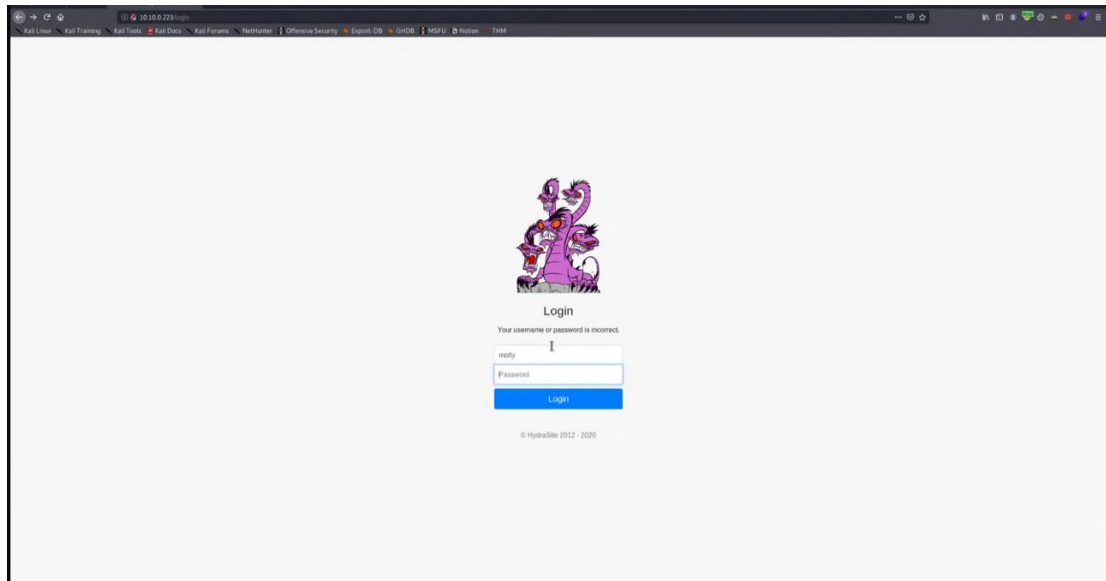 10.10.0.223/login
Kali Linux Kali Training Kali Tools Kali Docs Kali Forums NetHunter Offensive Security Exploit-DB GHDB MSFU Notion THM
Login
Your username or password is incorrect.
molly
Password
Login
© HydraSite 2012 - 2020